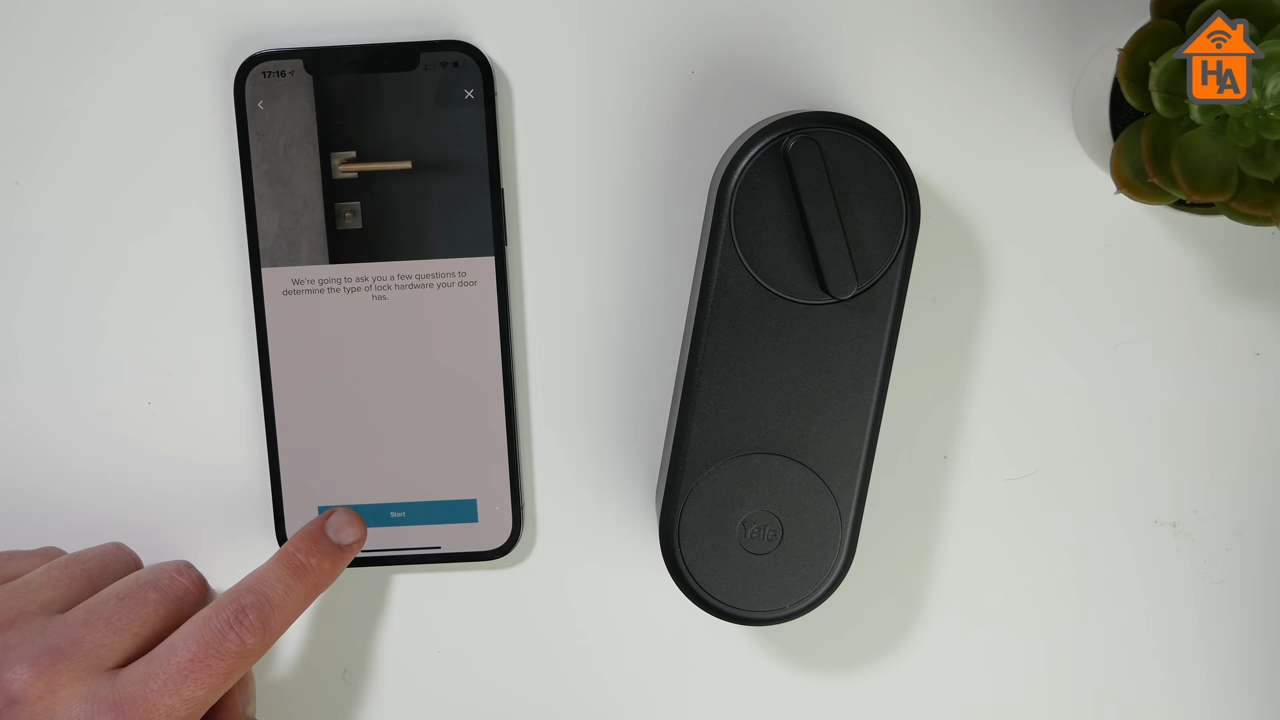 17:16
We're going to ask you a few questions to
determine the type of lock hardware your door
has.
Start
Yale
HA